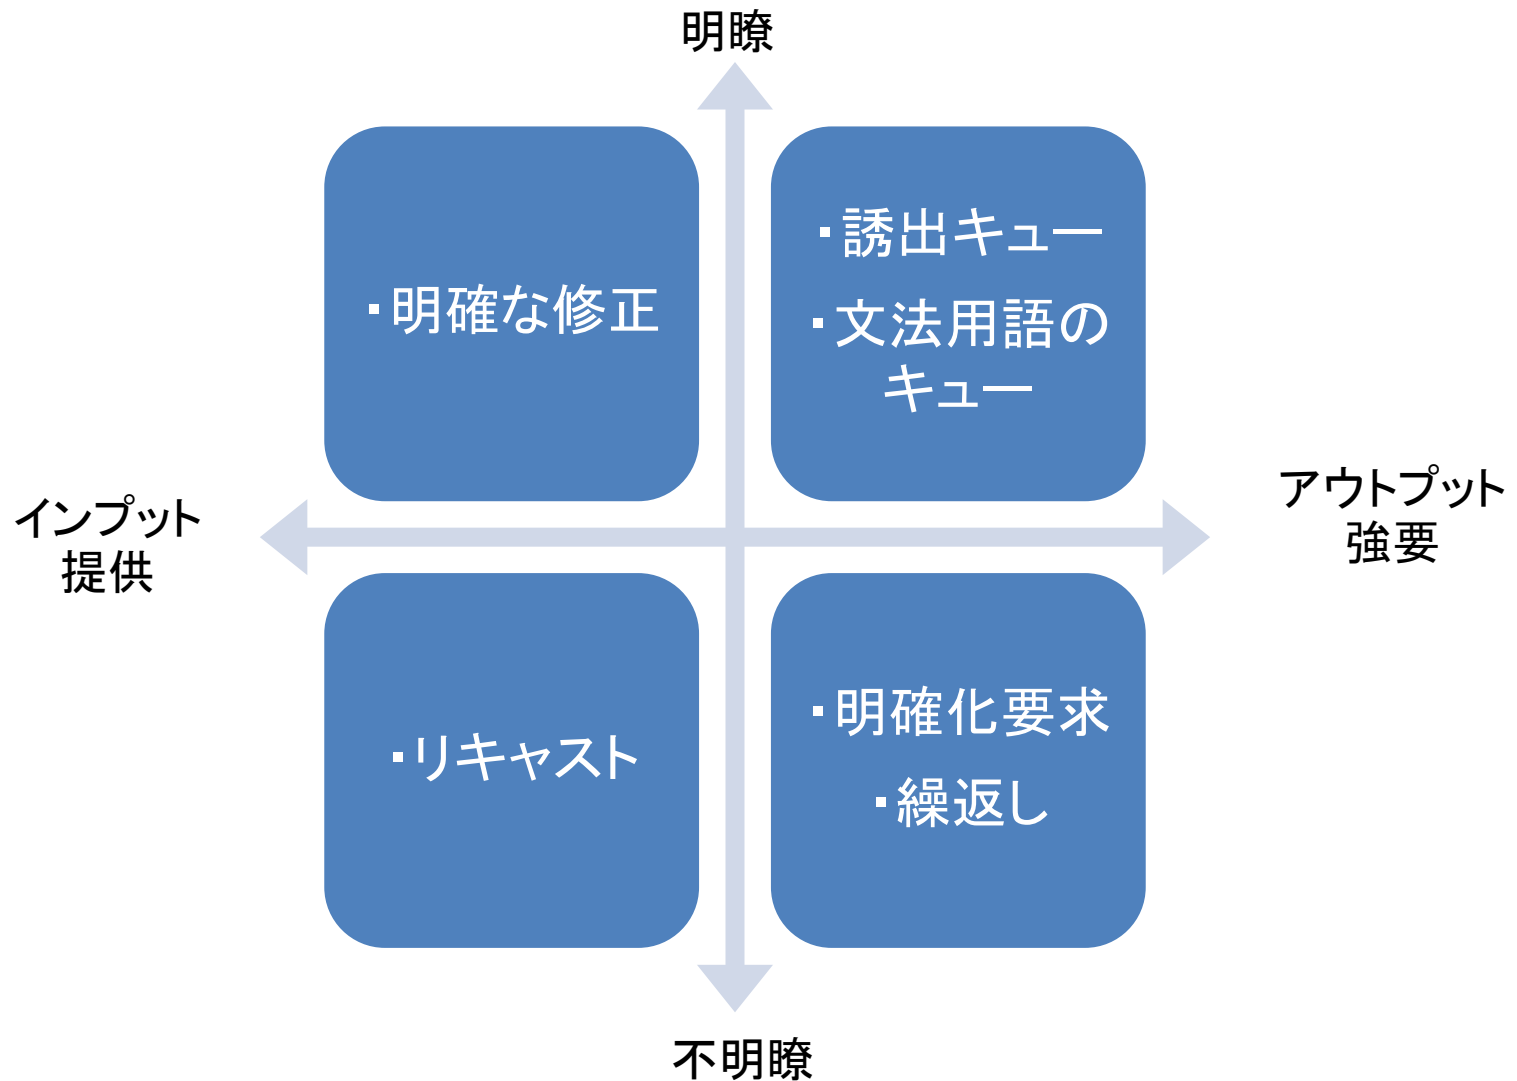 明瞭
・明確な修正
・誘出キュー
・文法用語の
キュー
インプット
提供
アウトプット
強要
・リキャスト
・明確化要求
・繰返し
不明瞭